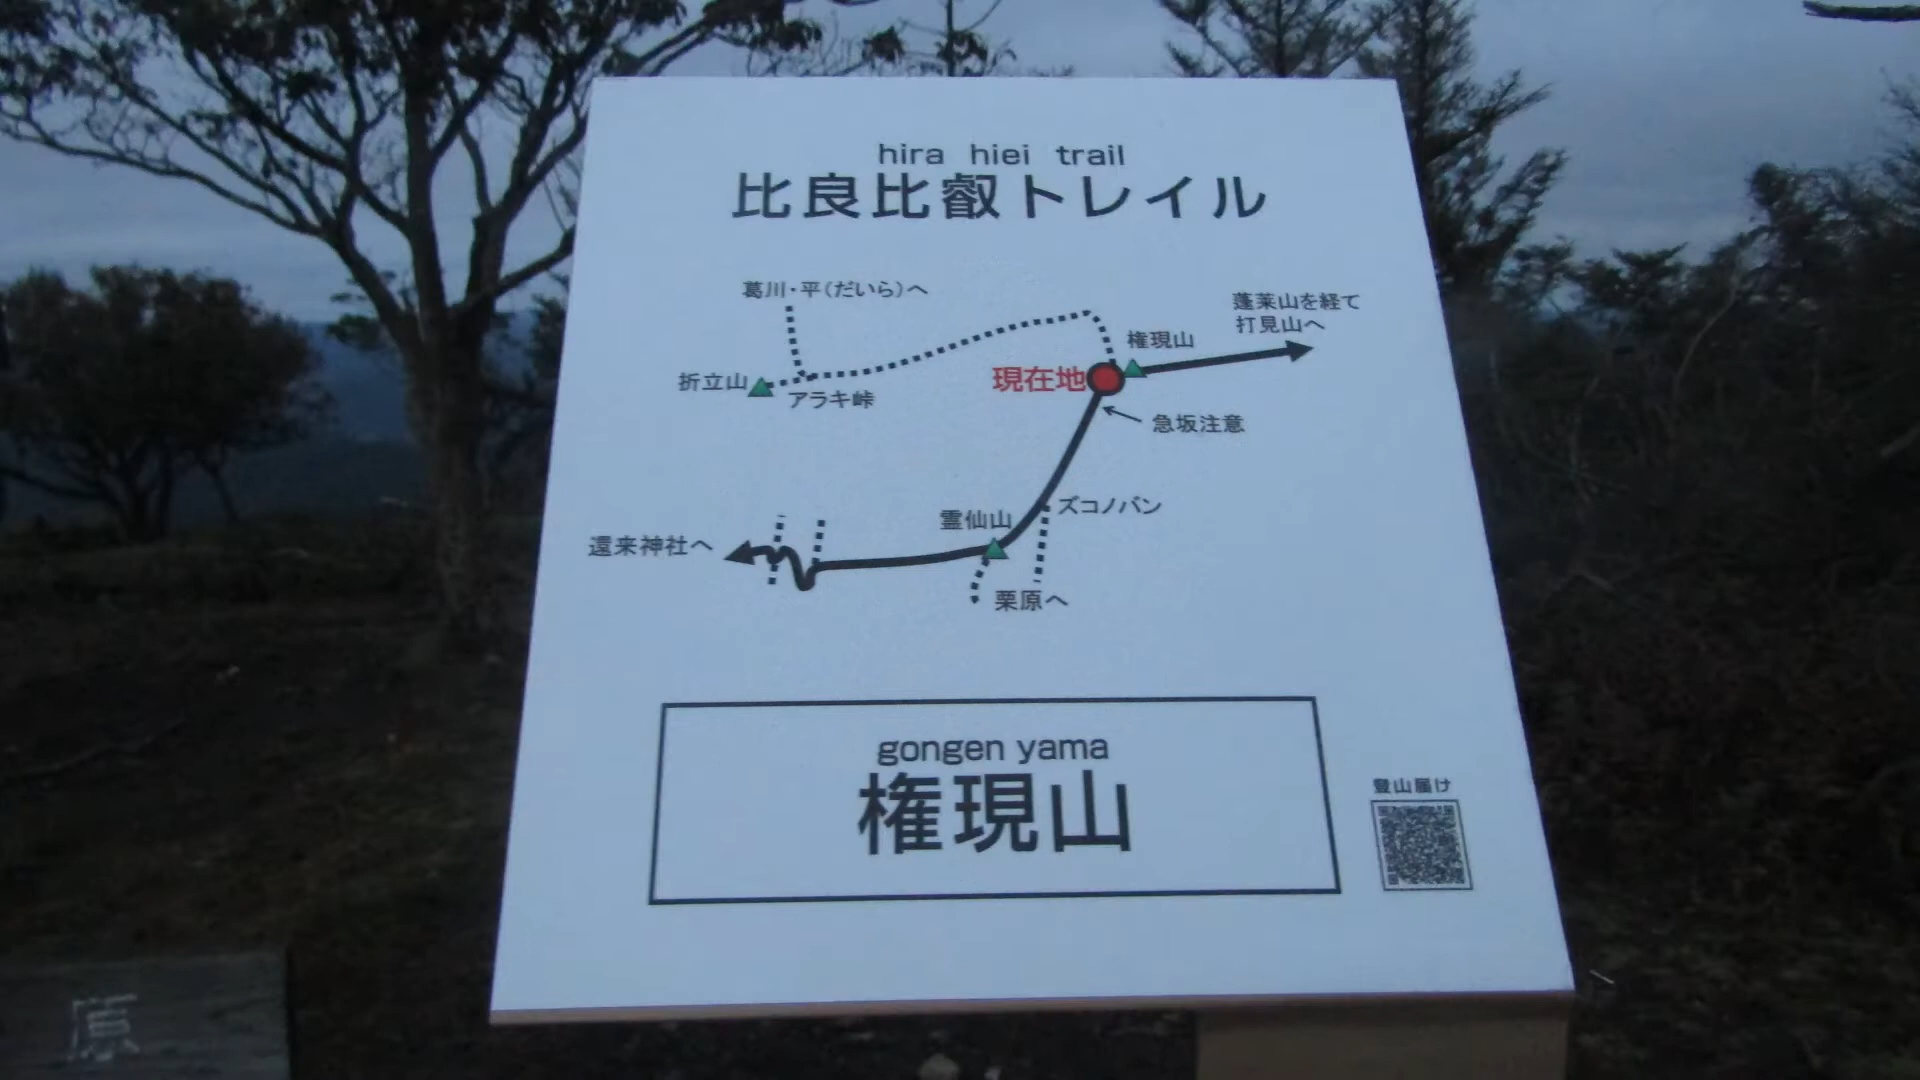 hira hiei trail
比良比叡トレイル
葛川・平(だいら)へ
蓬莱山を経て
打見山へ
権現山
折立山
アラキ峠
現在地
急坂注意
ズコノバン
霊仙山
還来神社へ
栗原へ
gongen yama
権現山
登山届け
原